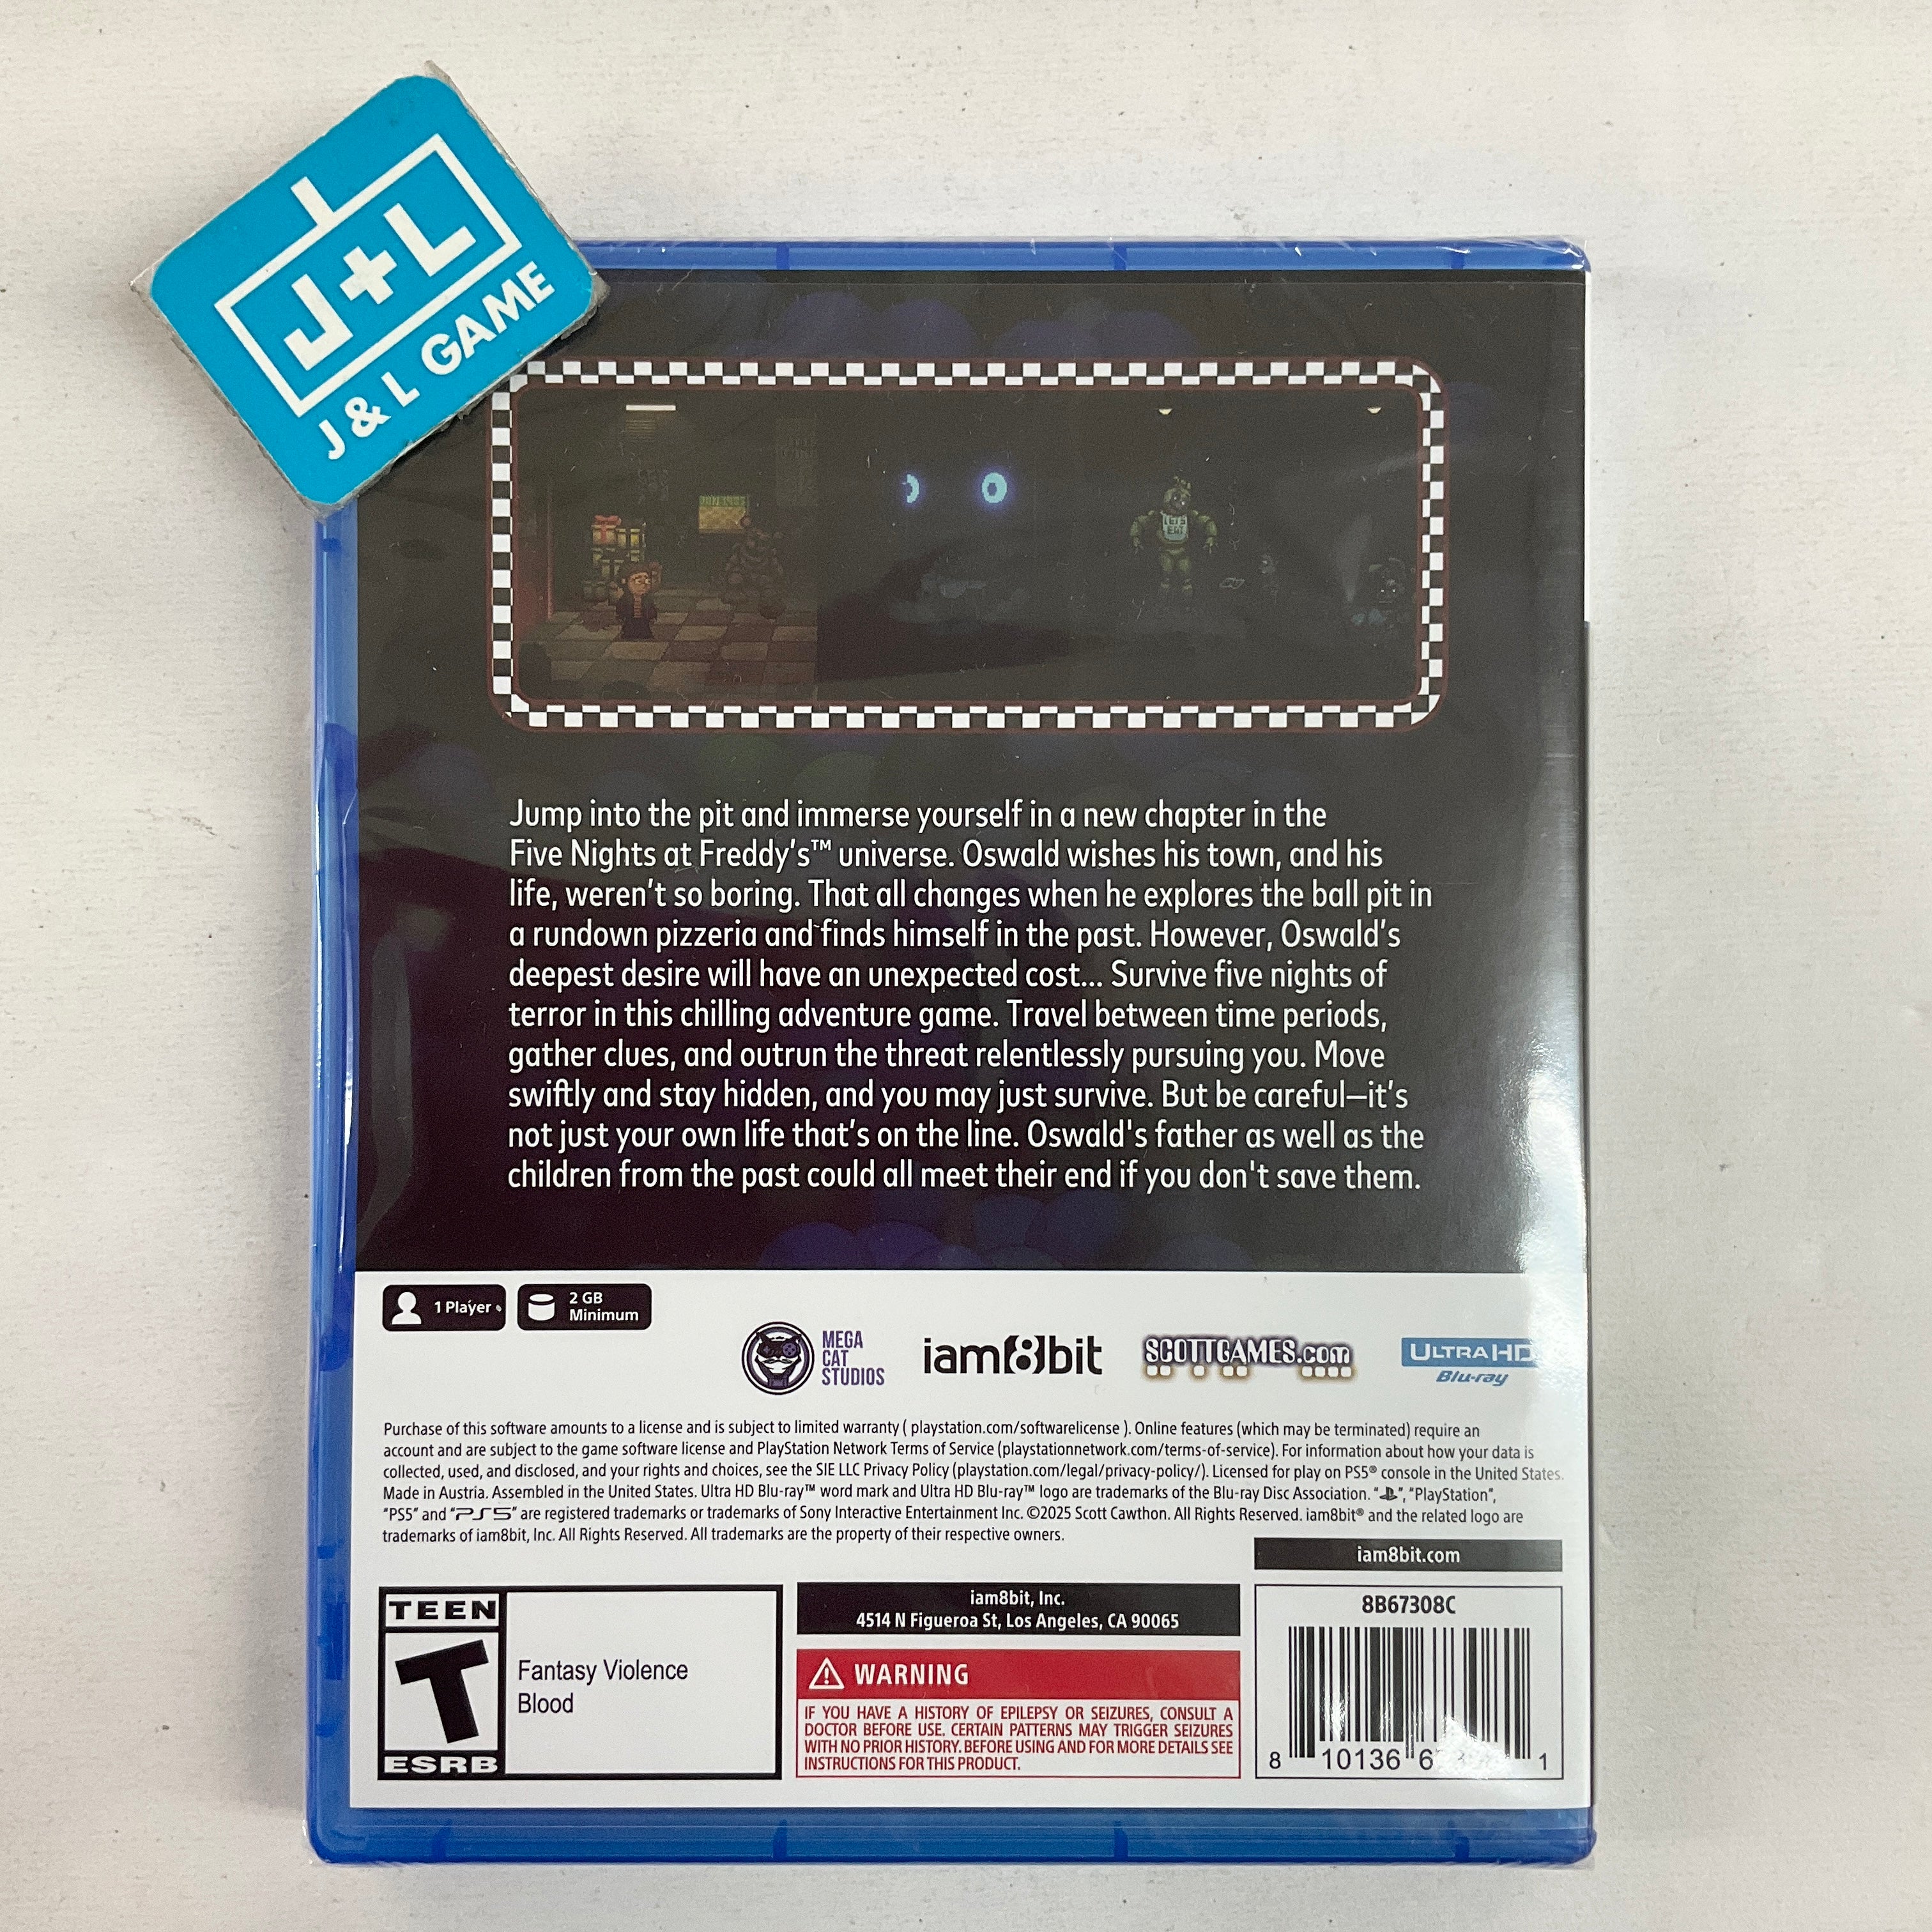 J+L
J & L GAME
LET'S
EAT
Jump into the pit and immerse yourself in a new chapter in the
Five Nights at Freddy's™ universe. Oswald wishes his town, and his
life, weren't so boring. That all changes when he explores the ball pit in
a rundown pizzeria and finds himself in the past. However, Oswald's
deepest desire will have an unexpected cost... Survive five nights of
terror in this chilling adventure game. Travel between time periods,
gather clues, and outrun the threat relentlessly pursuing you. Move
swiftly and stay hidden, and you may just survive. But be careful—it's
not just your own life that's on the line. Oswald's father as well as the
children from the past could all meet their end if you don't save them.
1 Player
2 GB
Minimum
MEGA
CAT
STUDIOS
iam8bit
SCOTTGAMES.com
ULTRA HD
Blu-ray
Purchase of this software amounts to a license and is subject to limited warranty ( playstation.com/softwarelicense ). Online features (which may be terminated) require an
account and are subject to the game software license and PlayStation Network Terms of Service (playstationnetwork.com/terms-of-service). For information about how your data is
collected, used, and disclosed, and your rights and choices, see the SIE LLC Privacy Policy (playstation.com/legal/privacy-policy/). Licensed for play on PS5® console in the United States.
Made in Austria. Assembled in the United States. Ultra HD Blu-ray™ word mark and Ultra HD Blu-ray™ logo are trademarks of the Blu-ray Disc Association. "", "PlayStation",
"PS5" and "PS5" are registered trademarks or trademarks of Sony Interactive Entertainment Inc. ©2025 Scott Cawthon. All Rights Reserved. iam8bit® and the related logo are
trademarks of iam8bit, Inc. All Rights Reserved. All trademarks are the property of their respective owners.
iam8bit.com
TEEN
T
ESRB
Fantasy Violence
Blood
iam8bit, Inc.
4514 N Figueroa St, Los Angeles, CA 90065
WARNING
IF YOU HAVE A HISTORY OF EPILEPSY OR SEIZURES, CONSULT A
DOCTOR BEFORE USE. CERTAIN PATTERNS MAY TRIGGER SEIZURES
WITH NO PRIOR HISTORY. BEFORE USING AND FOR MORE DETAILS SEE
INSTRUCTIONS FOR THIS PRODUCT.
8B67308C
8 10136 1